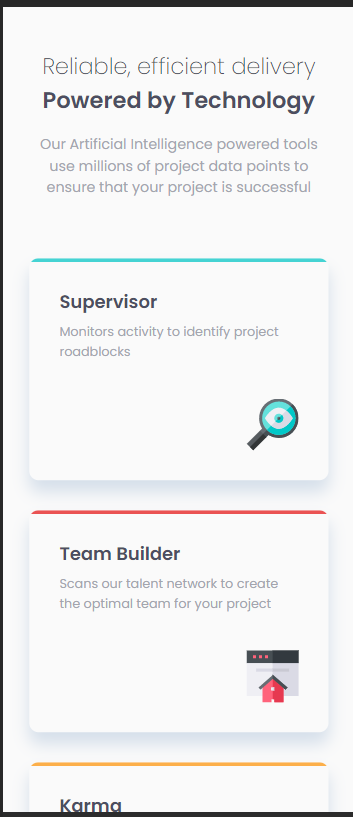 Reliable, efficient delivery
Powered by Technology
Our Artificial Intelligence powered tools
use millions of project data points to
ensure that your project is successful
Supervisor
Monitors activity to identify project
roadblocks
Team Builder
Scans our talent network to create
the optimal team for your project
Karma